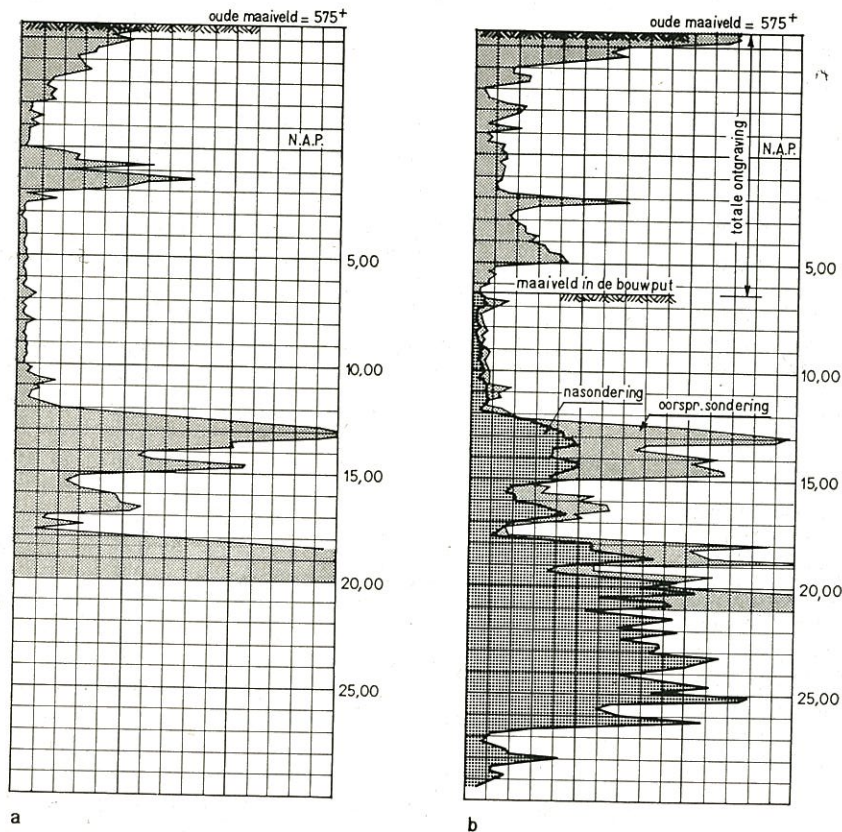 oude maaiveld = 575+
N.A.P.
5,00
10,00
15,00
20,00
25,00
a
oude maaiveld = 575+
totale ontgraving
N.A.P.
5,00
maaiveld in de bouwput
10,00
nasondering
oorspr. sondering
15,00
20,00
25,00
b